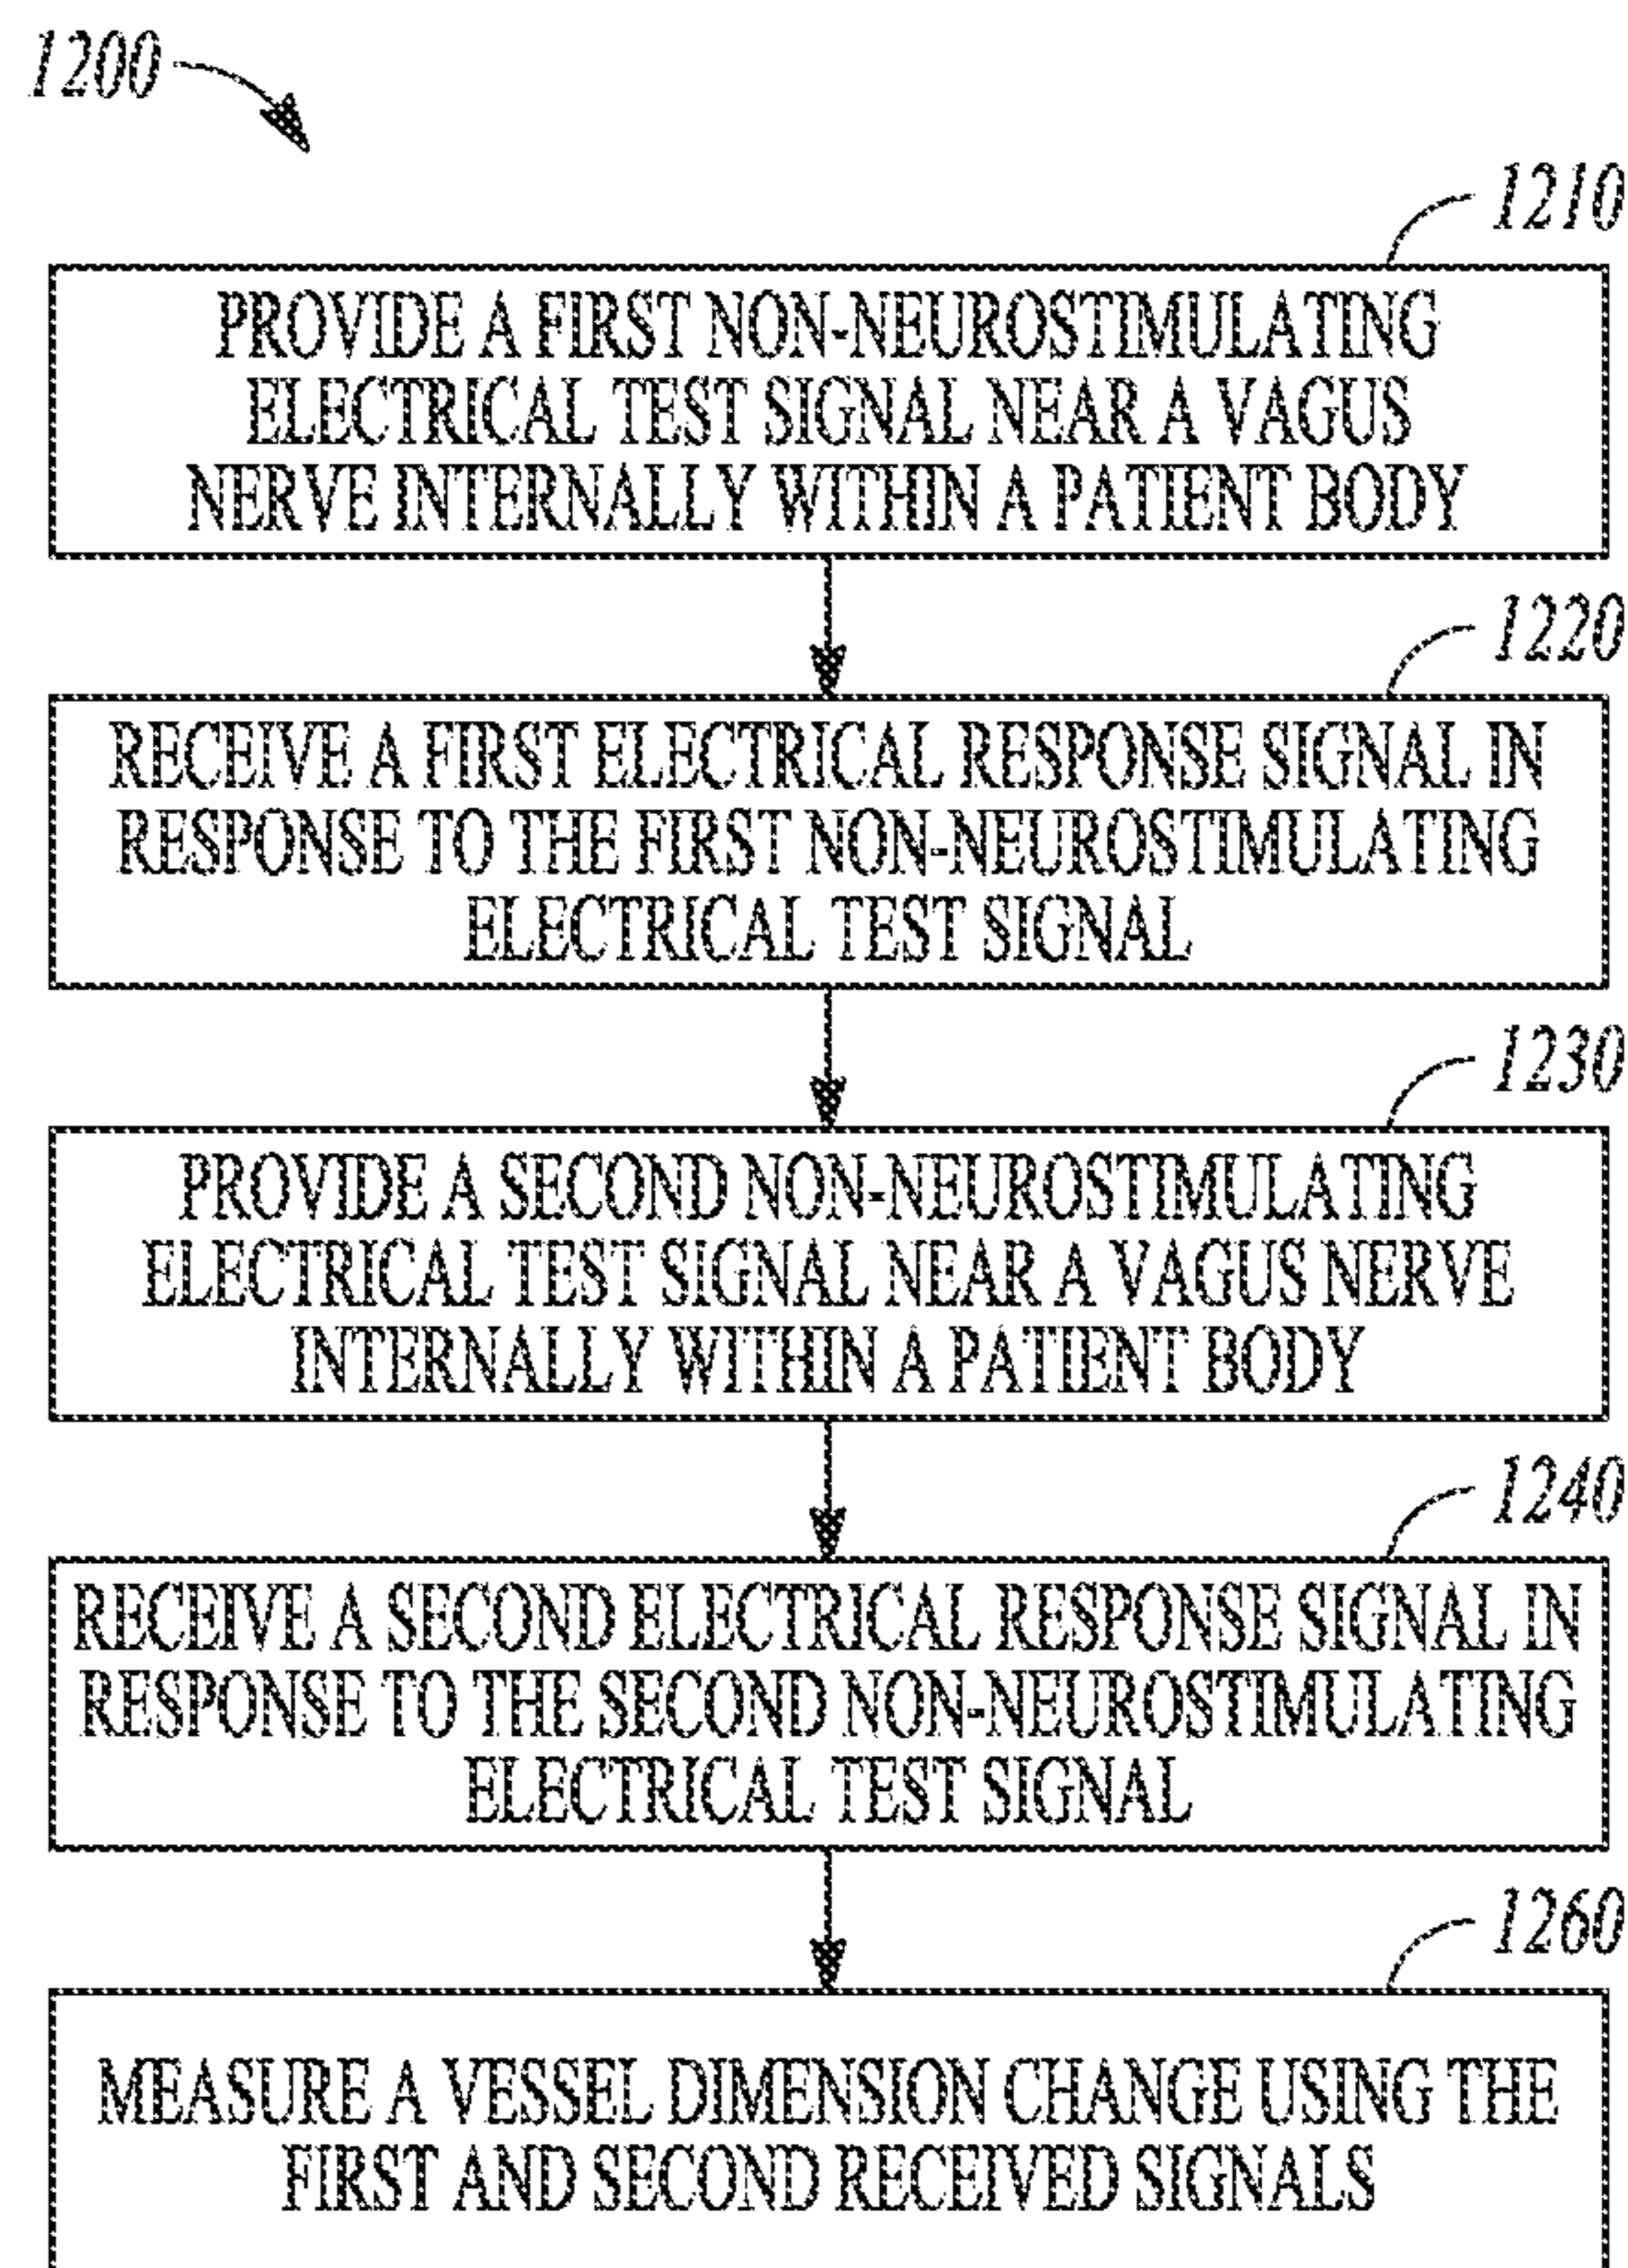 1200
1210
PROVIDE A FIRST NON-NEUROSTIMULATING
ELECTRICAL TEST SIGNAL NEAR A VAGUS
NERVE INTERNALLY WITHIN A PATIENT BODY
1220
RECEIVE A FIRST ELECTRICAL RESPONSE SIGNAL IN
RESPONSE TO THE FIRST NON-NEUROSTIMULATING
ELECTRICAL TEST SIGNAL
1230
PROVIDE A SECOND NON-NEUROSTIMULATING
ELECTRICAL TEST SIGNAL NEAR A VAGUS NERVE
INTERNALLY WITHIN A PATIENT BODY
1240
RECEIVE A SECOND ELECTRICAL RESPONSE SIGNAL IN
RESPONSE TO THE SECOND NON-NEUROSTIMULATING
ELECTRICAL TEST SIGNAL
1260
MEASURE A VESSEL DIMENSION CHANGE USING THE
FIRST AND SECOND RECEIVED SIGNALS